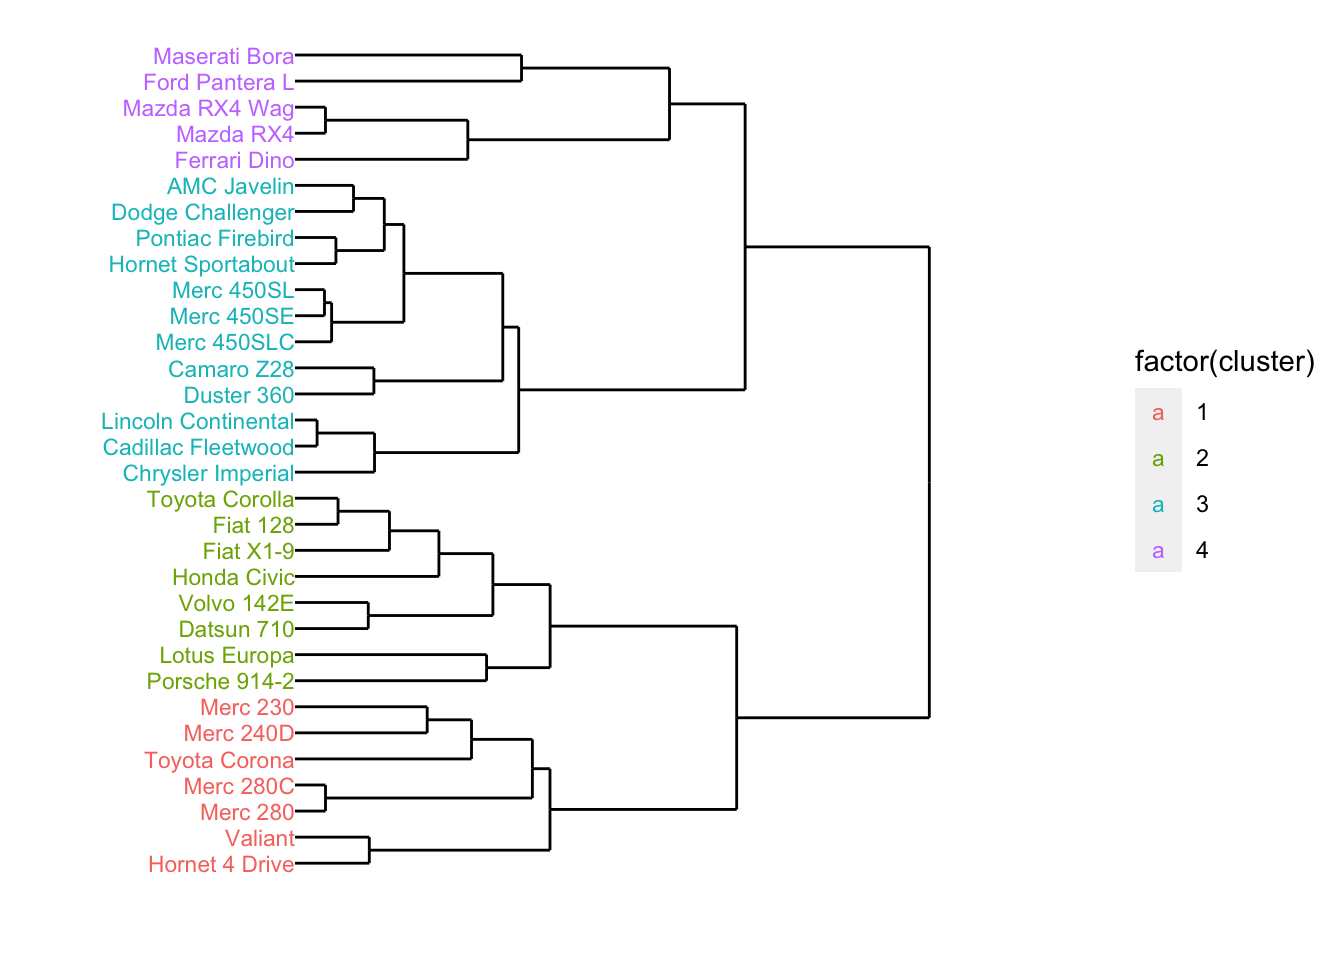 Maserati Bora
Ford Pantera L
Mazda RX4 Wag
Mazda RX4
Ferrari Dino
AMC Javelin
Dodge Challenger
Pontiac Firebird
Hornet Sportabout
Merc 450SL
Merc 450SE
Merc 450SLC
Camaro Z28
Duster 360
Lincoln Continental
Cadillac Fleetwood
Chrysler Imperial
Toyota Corolla
Fiat 128
Fiat X1-9
Honda Civic
Volvo 142E
Datsun 710
Lotus Europa
Porsche 914-2
Merc 230
Merc 240D
Toyota Corona
Merc 280C
Merc 280
Valiant
Hornet 4 Drive
factor(cluster)
a 1
a 2
a 3
a 4